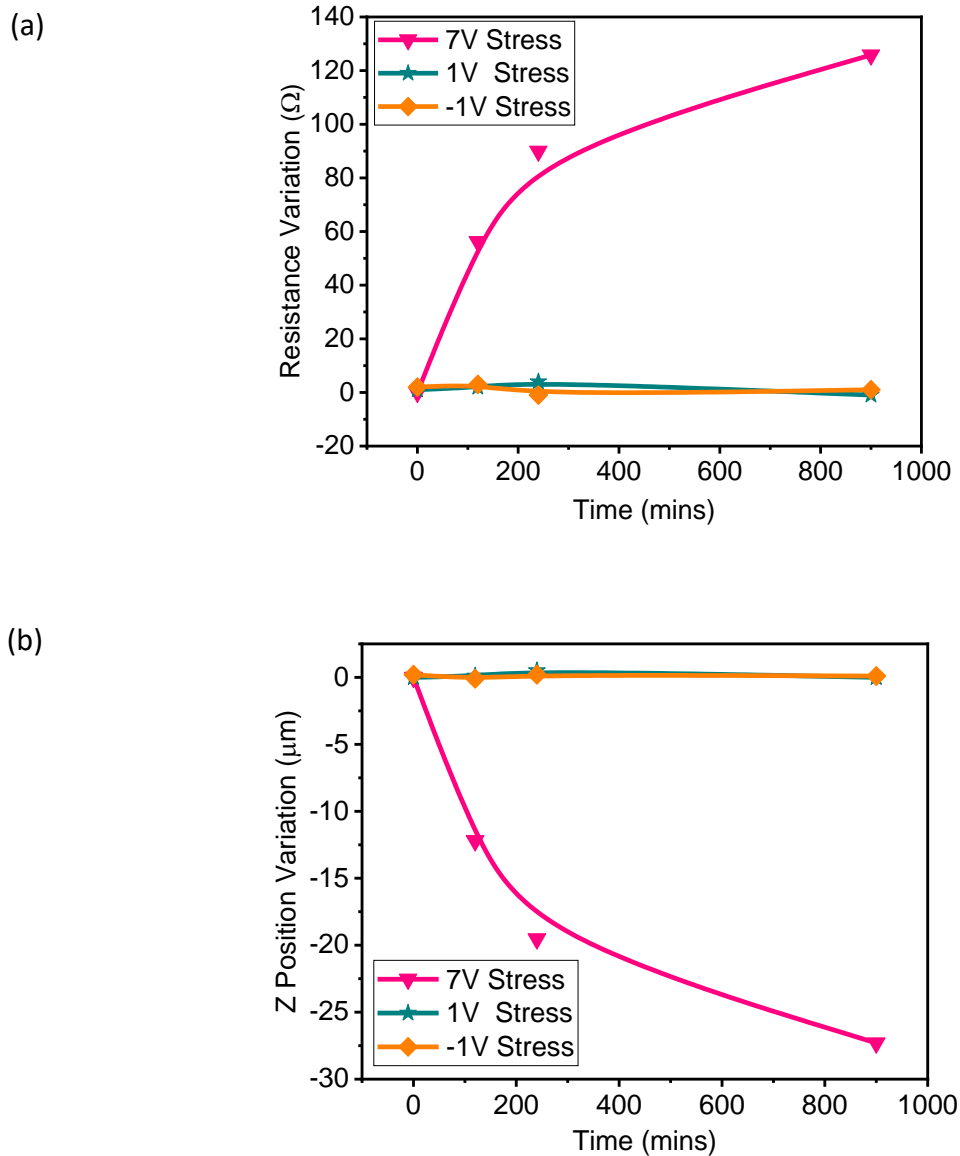 (a)
140
120
100
80
60
40
20
0
-20
Resistance Variation (Ω)
7V Stress
1V  Stress
-1V Stress
0
200
400
600
800
1000
Time (mins)
(b)
0
-5
-10
-15
-20
-25
-30
Z Position Variation (μm)
7V Stress
1V  Stress
-1V Stress
0
200
400
600
800
1000
Time (mins)